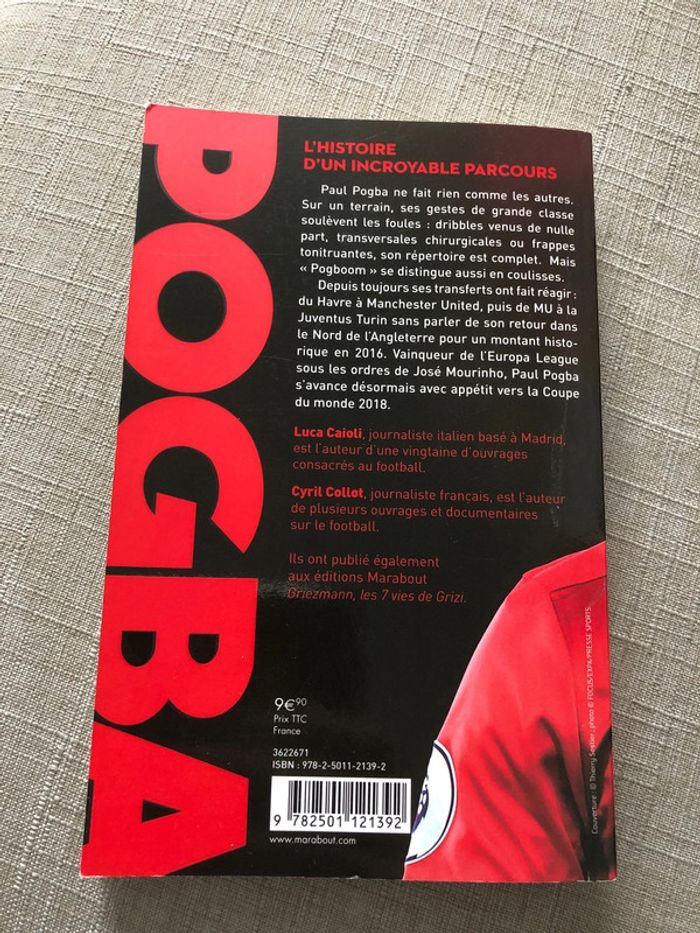 POGBA
L'HISTOIRE
D'UN INCROYABLE PARCOURS
Paul Pogba ne fait rien comme les autres.
Sur un terrain, ses gestes de grande classe
soulèvent les foules : dribbles venus de nulle
part, transversales chirurgicales ou frappes
tonitruantes, son répertoire est complet. Mais
« Pogboom » se distingue aussi en coulisses.
Depuis toujours ses transferts ont fait réagir :
du Havre à Manchester United, puis de MU à la
Juventus Turin sans parler de son retour dans
le Nord de l'Angleterre pour un montant histo-
rique en 2016. Vainqueur de l'Europa League
sous les ordres de José Mourinho, Paul Pogba
s'avance désormais avec appétit vers la Coupe
du monde 2018.
Luca Caioli, journaliste italien basé à Madrid,
est l'auteur d'une vingtaine d'ouvrages
consacrés au football.
Cyril Collot, journaliste français, est l'auteur
de plusieurs ouvrages et documentaires
sur le football.
Ils ont publié également
aux éditions Marabout
Griezmann, les 7 vies de Grizi.
9€90
Prix TTC
France
3622671
ISBN : 978-2-5011-2139-2
9 782501 121392
www.marabout.com
Couverture : © Thierry Sestier ; photo © FOCUS/EXPA/PRESSE SPORTS.